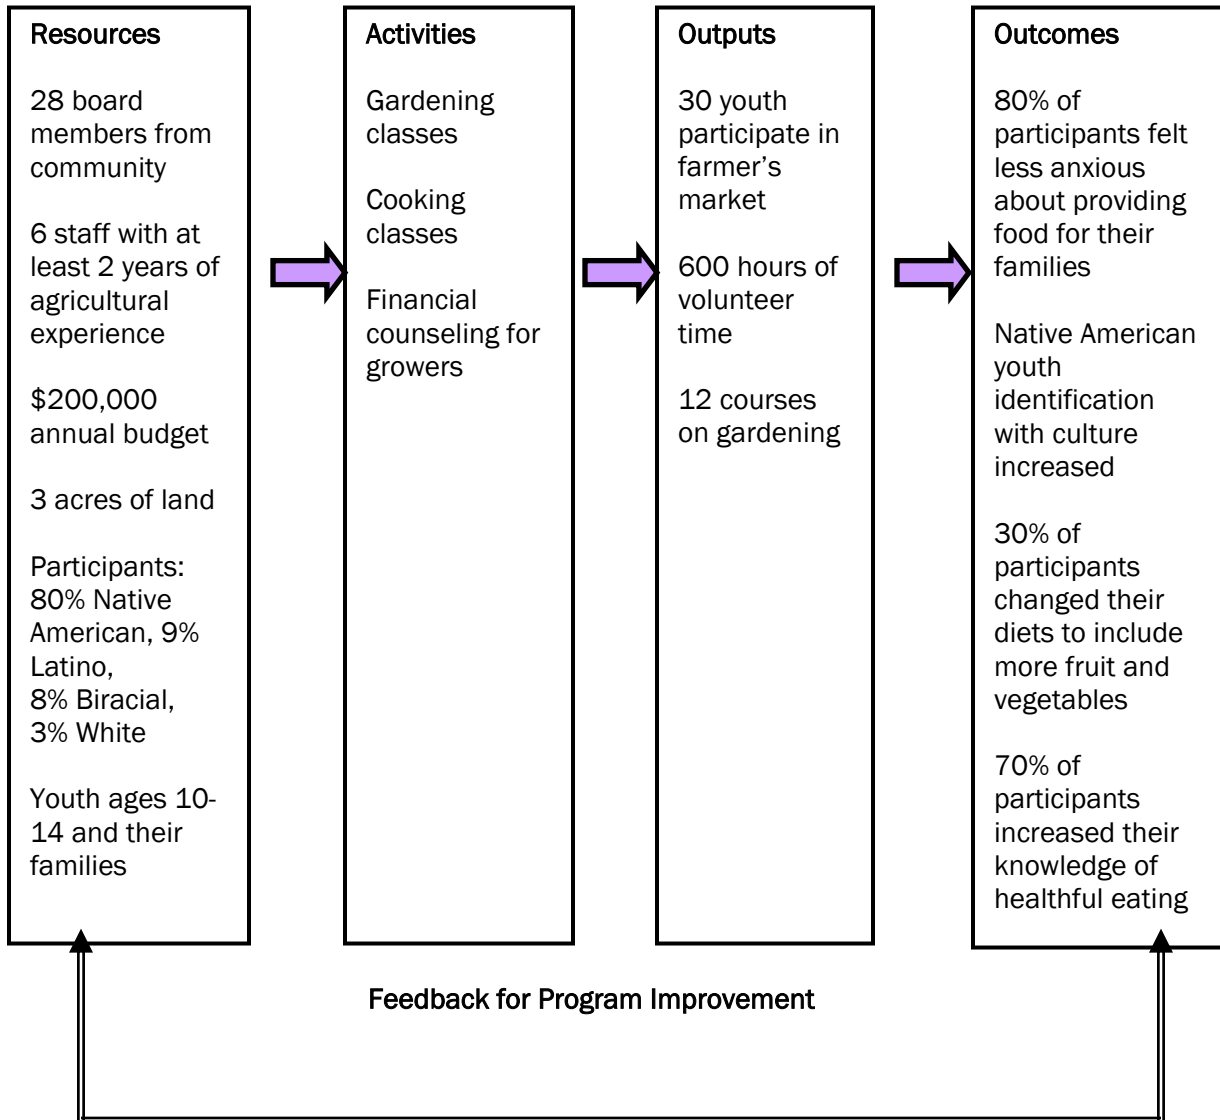 Resources
28 board
members from
community
6 staff with at
least 2 years of
agricultural
experience
$200,000
annual budget
3 acres of land
Participants:
80% Native
American, 9%
Latino,
8% Biracial,
3% White
Youth ages 10-
14 and their
families
Activities
Gardening
classes
Cooking
classes
Financial
counseling for
growers
Outputs
30 youth
participate in
farmer’s
market
600 hours of
volunteer
time
12 courses
on gardening
Outcomes
80% of
participants felt
less anxious
about providing
food for their
families
Native American
youth
identification
with culture
increased
30% of
participants
changed their
diets to include
more fruit and
vegetables
70% of
participants
increased their
knowledge of
healthful eating
Feedback for Program Improvement